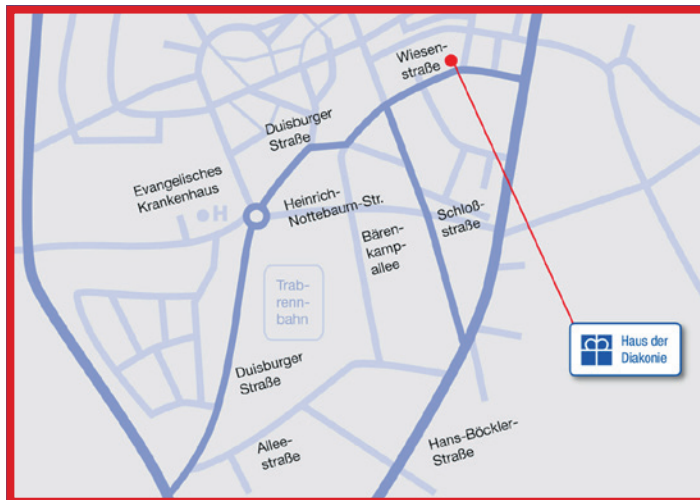 Wiesen-
straße
Duisburger
Straße
Evangelisches
Krankenhaus
H
Heinrich-
Nottebaum-Str.
Bären-
kamp-
allee
Schloß-
straße
Trab-
renn-
bahn
Haus der
Diakonie
Duisburger
Straße
Allee-
straße
Hans-Böckler-
Straße